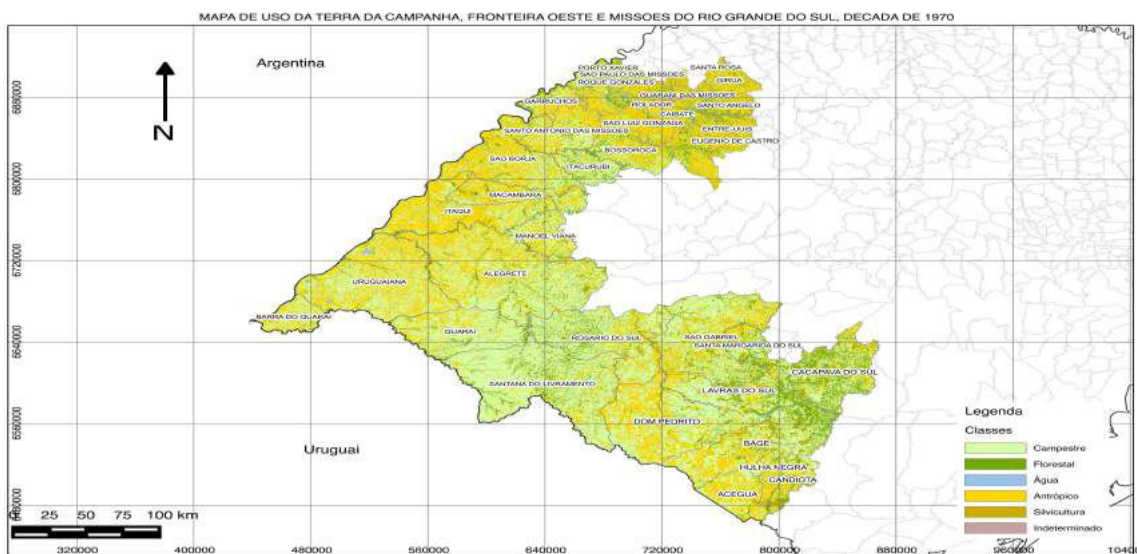 MAPA DE USO DA TERRA DA CAMPANHA, FRONTEIRA OESTE E MISSOES DO RIO GRANDE DO SUL, DECADA DE 1970
Argentina
N
PORTO XAVIER
SANTA ROSA
SAO PAULO DAS MISSOES
ROQUE GONZALES
GIRUA
GUARANI DAS MISSOES
GARRUCHOS
ROLADOR
SANTO ANGELO
CAIBATE
SAO LUIZ GONZAGA
ENTRE-IJUIS
SANTO ANTONIO DAS MISSOES
EUGENIO DE CASTRO
BOSSOROCA
SAO BORJA
ITACURUBI
MACAMBARA
ITAQUI
MANOEL VIANA
ALEGRETE
URUGUAIANA
BARRA DO QUARAI
QUARAI
ROSARIO DO SUL
SAO GABRIEL
SANTA MARGARIDA DO SUL
CACAPAVA DO SUL
SANTANA DO LIVRAMENTO
LAVRAS DO SUL
DOM PEDRITO
BAGE
HULHA NEGRA
CANDIOTA
ACEGUA
Uruguai
Legenda
Classes
Campestre
Florestal
Água
Antrópico
Silvicultura
Indeterminado
0 25 50 75 100 km
6880000
6800000
6720000
6640000
6560000
6480000
320000 400000 480000 560000 640000 720000 800000 880000 960000 1040